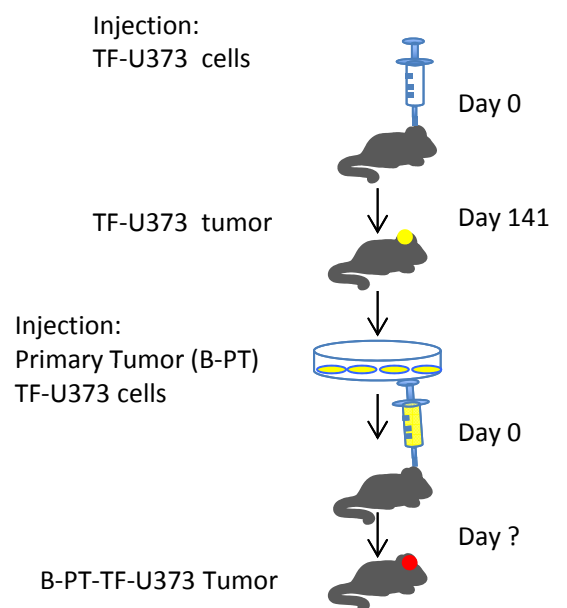 Injection:
TF-U373 cells
Day 0
TF-U373 tumor
Day 141
Injection:
Primary Tumor (B-PT)
TF-U373 cells
Day 0
Day ?
B-PT-TF-U373 Tumor